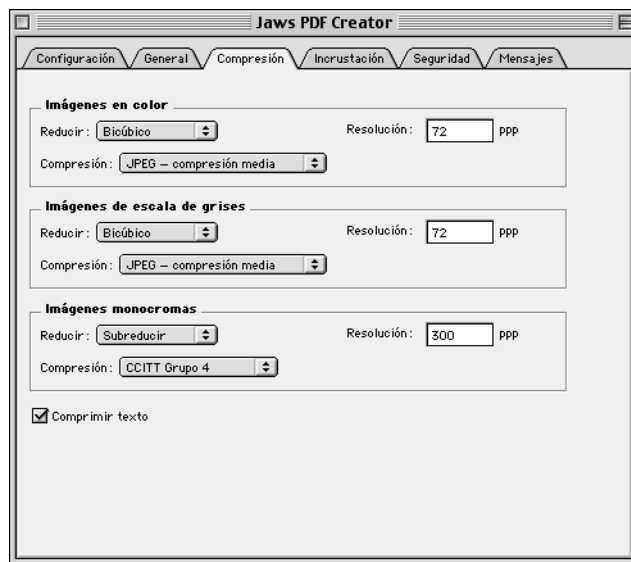 Jaws PDF Creator
Configuración General Compresión Incrustación Seguridad Mensajes
Imágenes en color
Reducir: Bicúbico Resolución: 72 ppp
Compresión: JPEG – compresión media
Imágenes de escala de grises
Reducir: Bicúbico Resolución: 72 ppp
Compresión: JPEG – compresión media
Imágenes monocromas
Reducir: Subreducir Resolución: 300 ppp
Compresión: CCITT Grupo 4
Comprimir texto